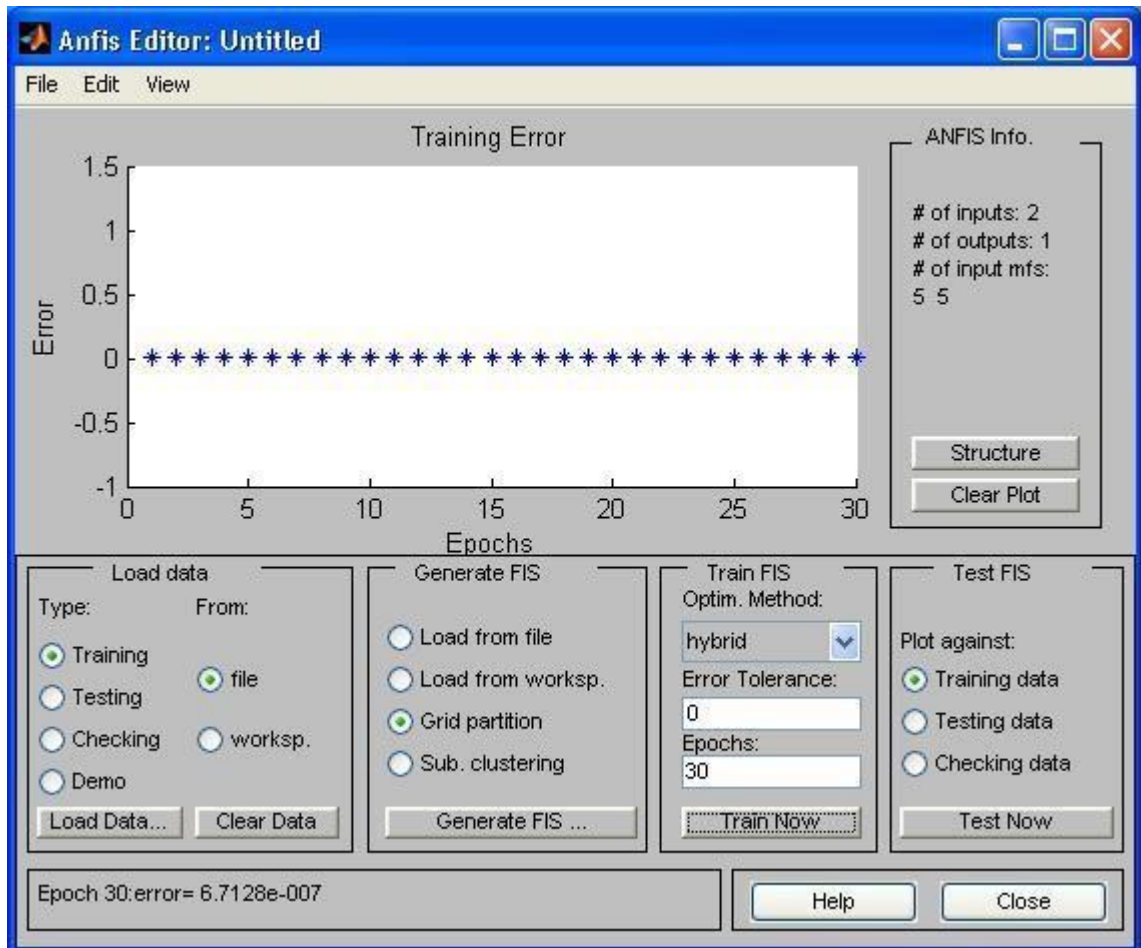 Anfis Editor: Untitled
File Edit View
Training Error
1.5
1
0.5
0
-0.5
-1
Error
0 5 10 15 20 25 30
Epochs
ANFIS Info.
# of inputs: 2
# of outputs: 1
# of input mfs:
5 5
Structure
Clear Plot
Load data
Type: From:
Training
Testing
Checking
Demo
file
worksp.
Load Data... Clear Data
Generate FIS
Load from file
Load from worksp.
Grid partition
Sub. clustering
Generate FIS ...
Train FIS
Optim. Method:
hybrid
Error Tolerance:
0
Epochs:
30
Train Now
Test FIS
Plot against:
Training data
Testing data
Checking data
Test Now
Epoch 30:error= 6.7128e-007
Help Close